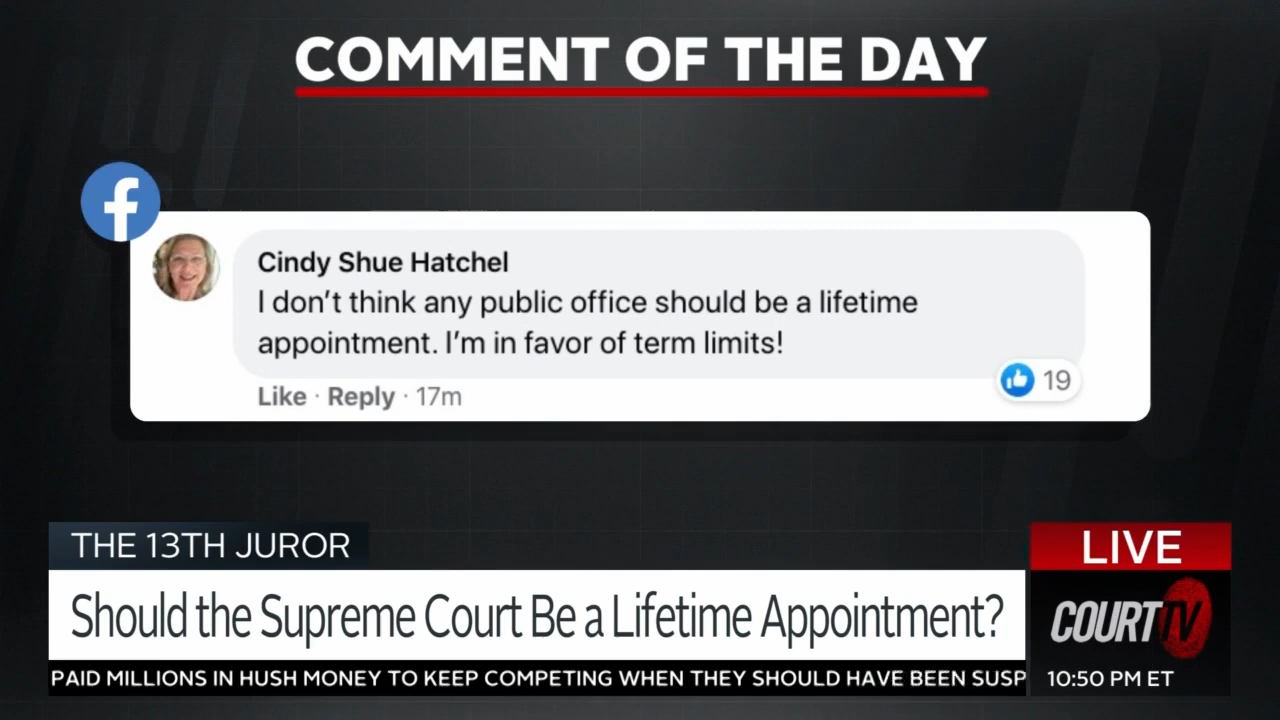 COMMENT OF THE DAY
f
Cindy Shue Hatchel
I don't think any public office should be a lifetime
appointment. I'm in favor of term limits!
19
Like · Reply · 17m
THE 13TH JUROR
LIVE
Should the Supreme Court Be a Lifetime Appointment?
COURT TV
PAID MILLIONS IN HUSH MONEY TO KEEP COMPETING WHEN THEY SHOULD HAVE BEEN SUSP
10:50 PM ET